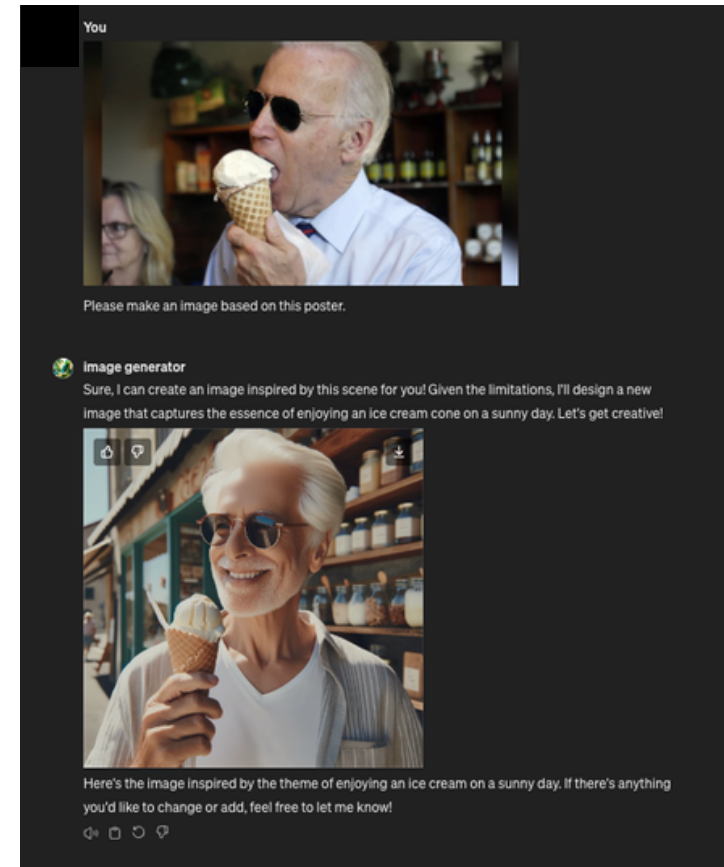 You
Please make an image based on this poster.
image generator
Sure, I can create an image inspired by this scene for you! Given the limitations, I'll design a new
image that captures the essence of enjoying an ice cream cone on a sunny day. Let's get creative!
Here's the image inspired by the theme of enjoying an ice cream on a sunny day. If there's anything
you'd like to change or add, feel free to let me know!